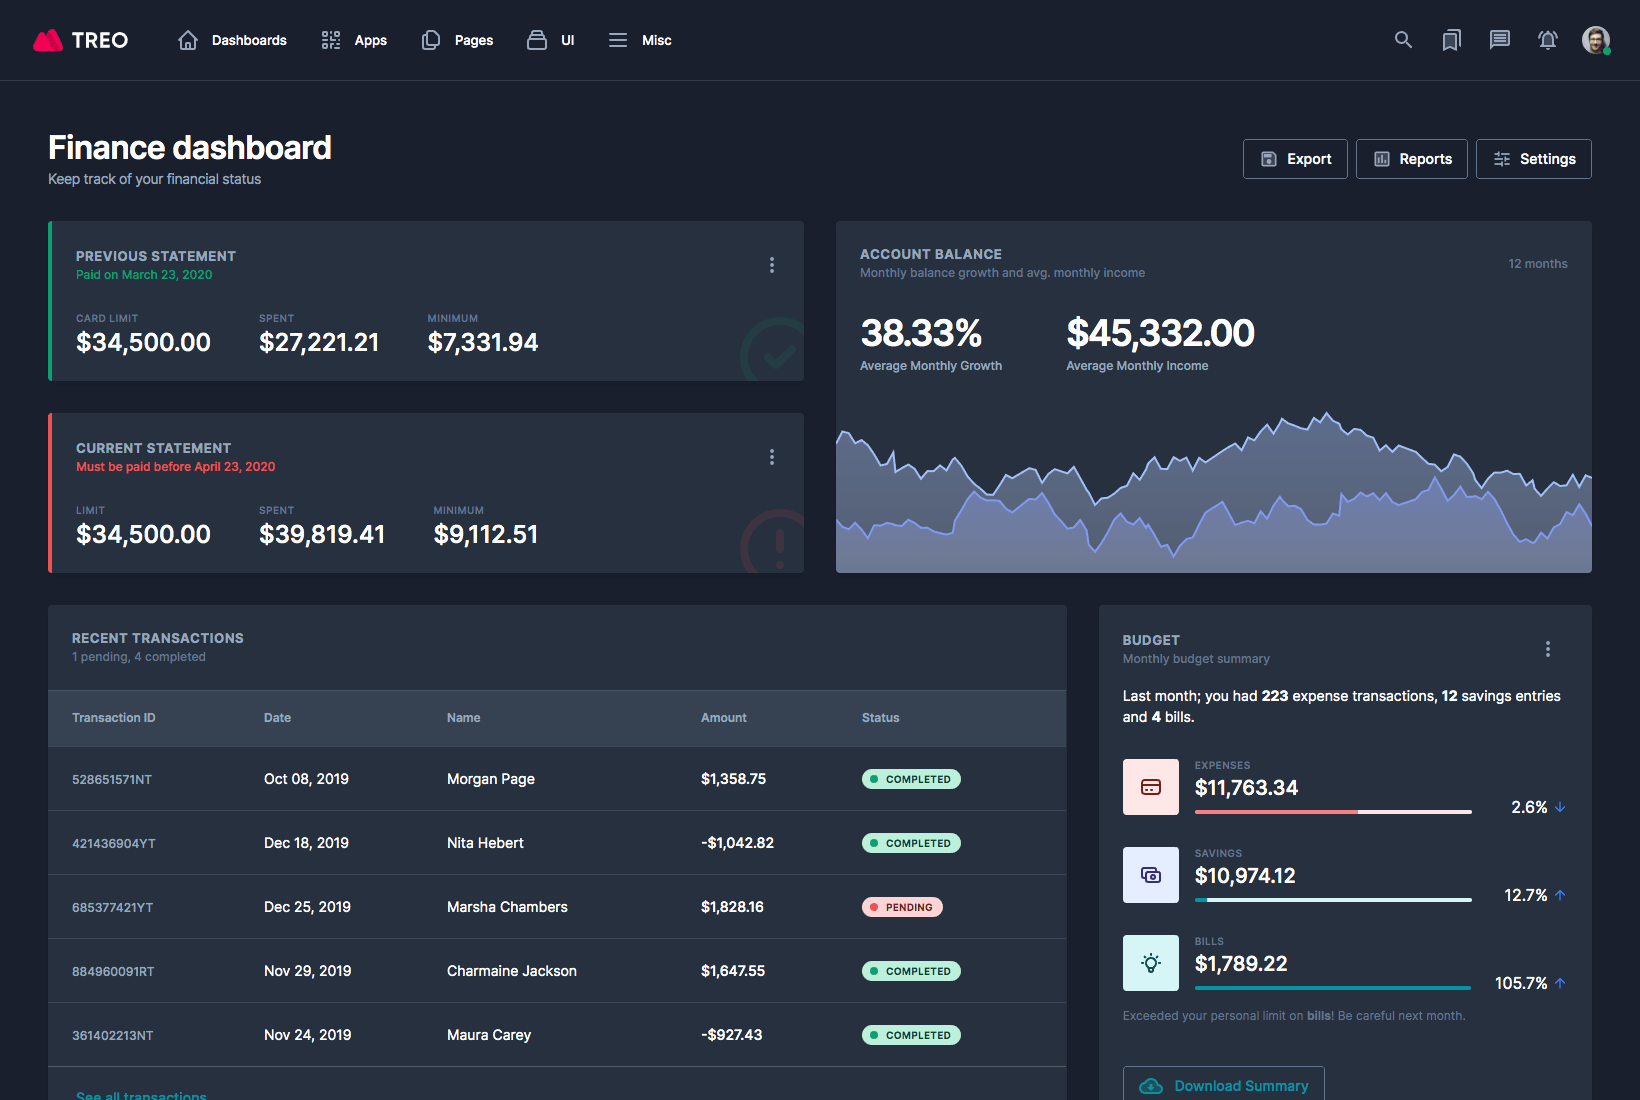 TREO
Dashboards
Apps
Pages
UI
Misc
Finance dashboard
Keep track of your financial status
Export
Reports
Settings
PREVIOUS STATEMENT
Paid on March 23, 2020
CARD LIMIT SPENT MINIMUM
$34,500.00 $27,221.21 $7,331.94
CURRENT STATEMENT
Must be paid before April 23, 2020
LIMIT SPENT MINIMUM
$34,500.00 $39,819.41 $9,112.51
ACCOUNT BALANCE
Monthly balance growth and avg. monthly income
12 months
38.33% $45,332.00
Average Monthly Growth Average Monthly Income
RECENT TRANSACTIONS
1 pending, 4 completed
Transaction ID Date Name Amount Status
528651571NT Oct 08, 2019 Morgan Page $1,358.75 COMPLETED
421436904YT Dec 18, 2019 Nita Hebert -$1,042.82 COMPLETED
685377421YT Dec 25, 2019 Marsha Chambers $1,828.16 PENDING
884960091RT Nov 29, 2019 Charmaine Jackson $1,647.55 COMPLETED
361402213NT Nov 24, 2019 Maura Carey -$927.43 COMPLETED
See all transactions
BUDGET
Monthly budget summary
Last month; you had 223 expense transactions, 12 savings entries
and 4 bills.
EXPENSES
$11,763.34
2.6%
SAVINGS
$10,974.12
12.7%
BILLS
$1,789.22
105.7%
Exceeded your personal limit on bills! Be careful next month.
Download Summary